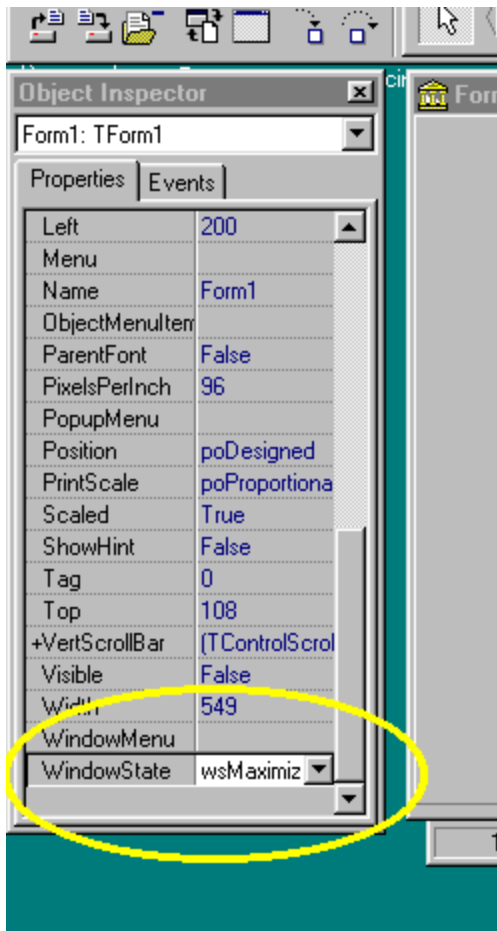 Object Inspector
Form1: TForm1
Properties Events
Left 200
Menu
Name Form1
ObjectMenuItem
ParentFont False
PixelsPerInch 96
PopupMenu
Position poDesigned
PrintScale poProportiona
Scaled True
ShowHint False
Tag 0
Top 108
+VertScrollBar (TControlScrol
Visible False
Width 549
WindowMenu
WindowState wsMaximiz
Form
1